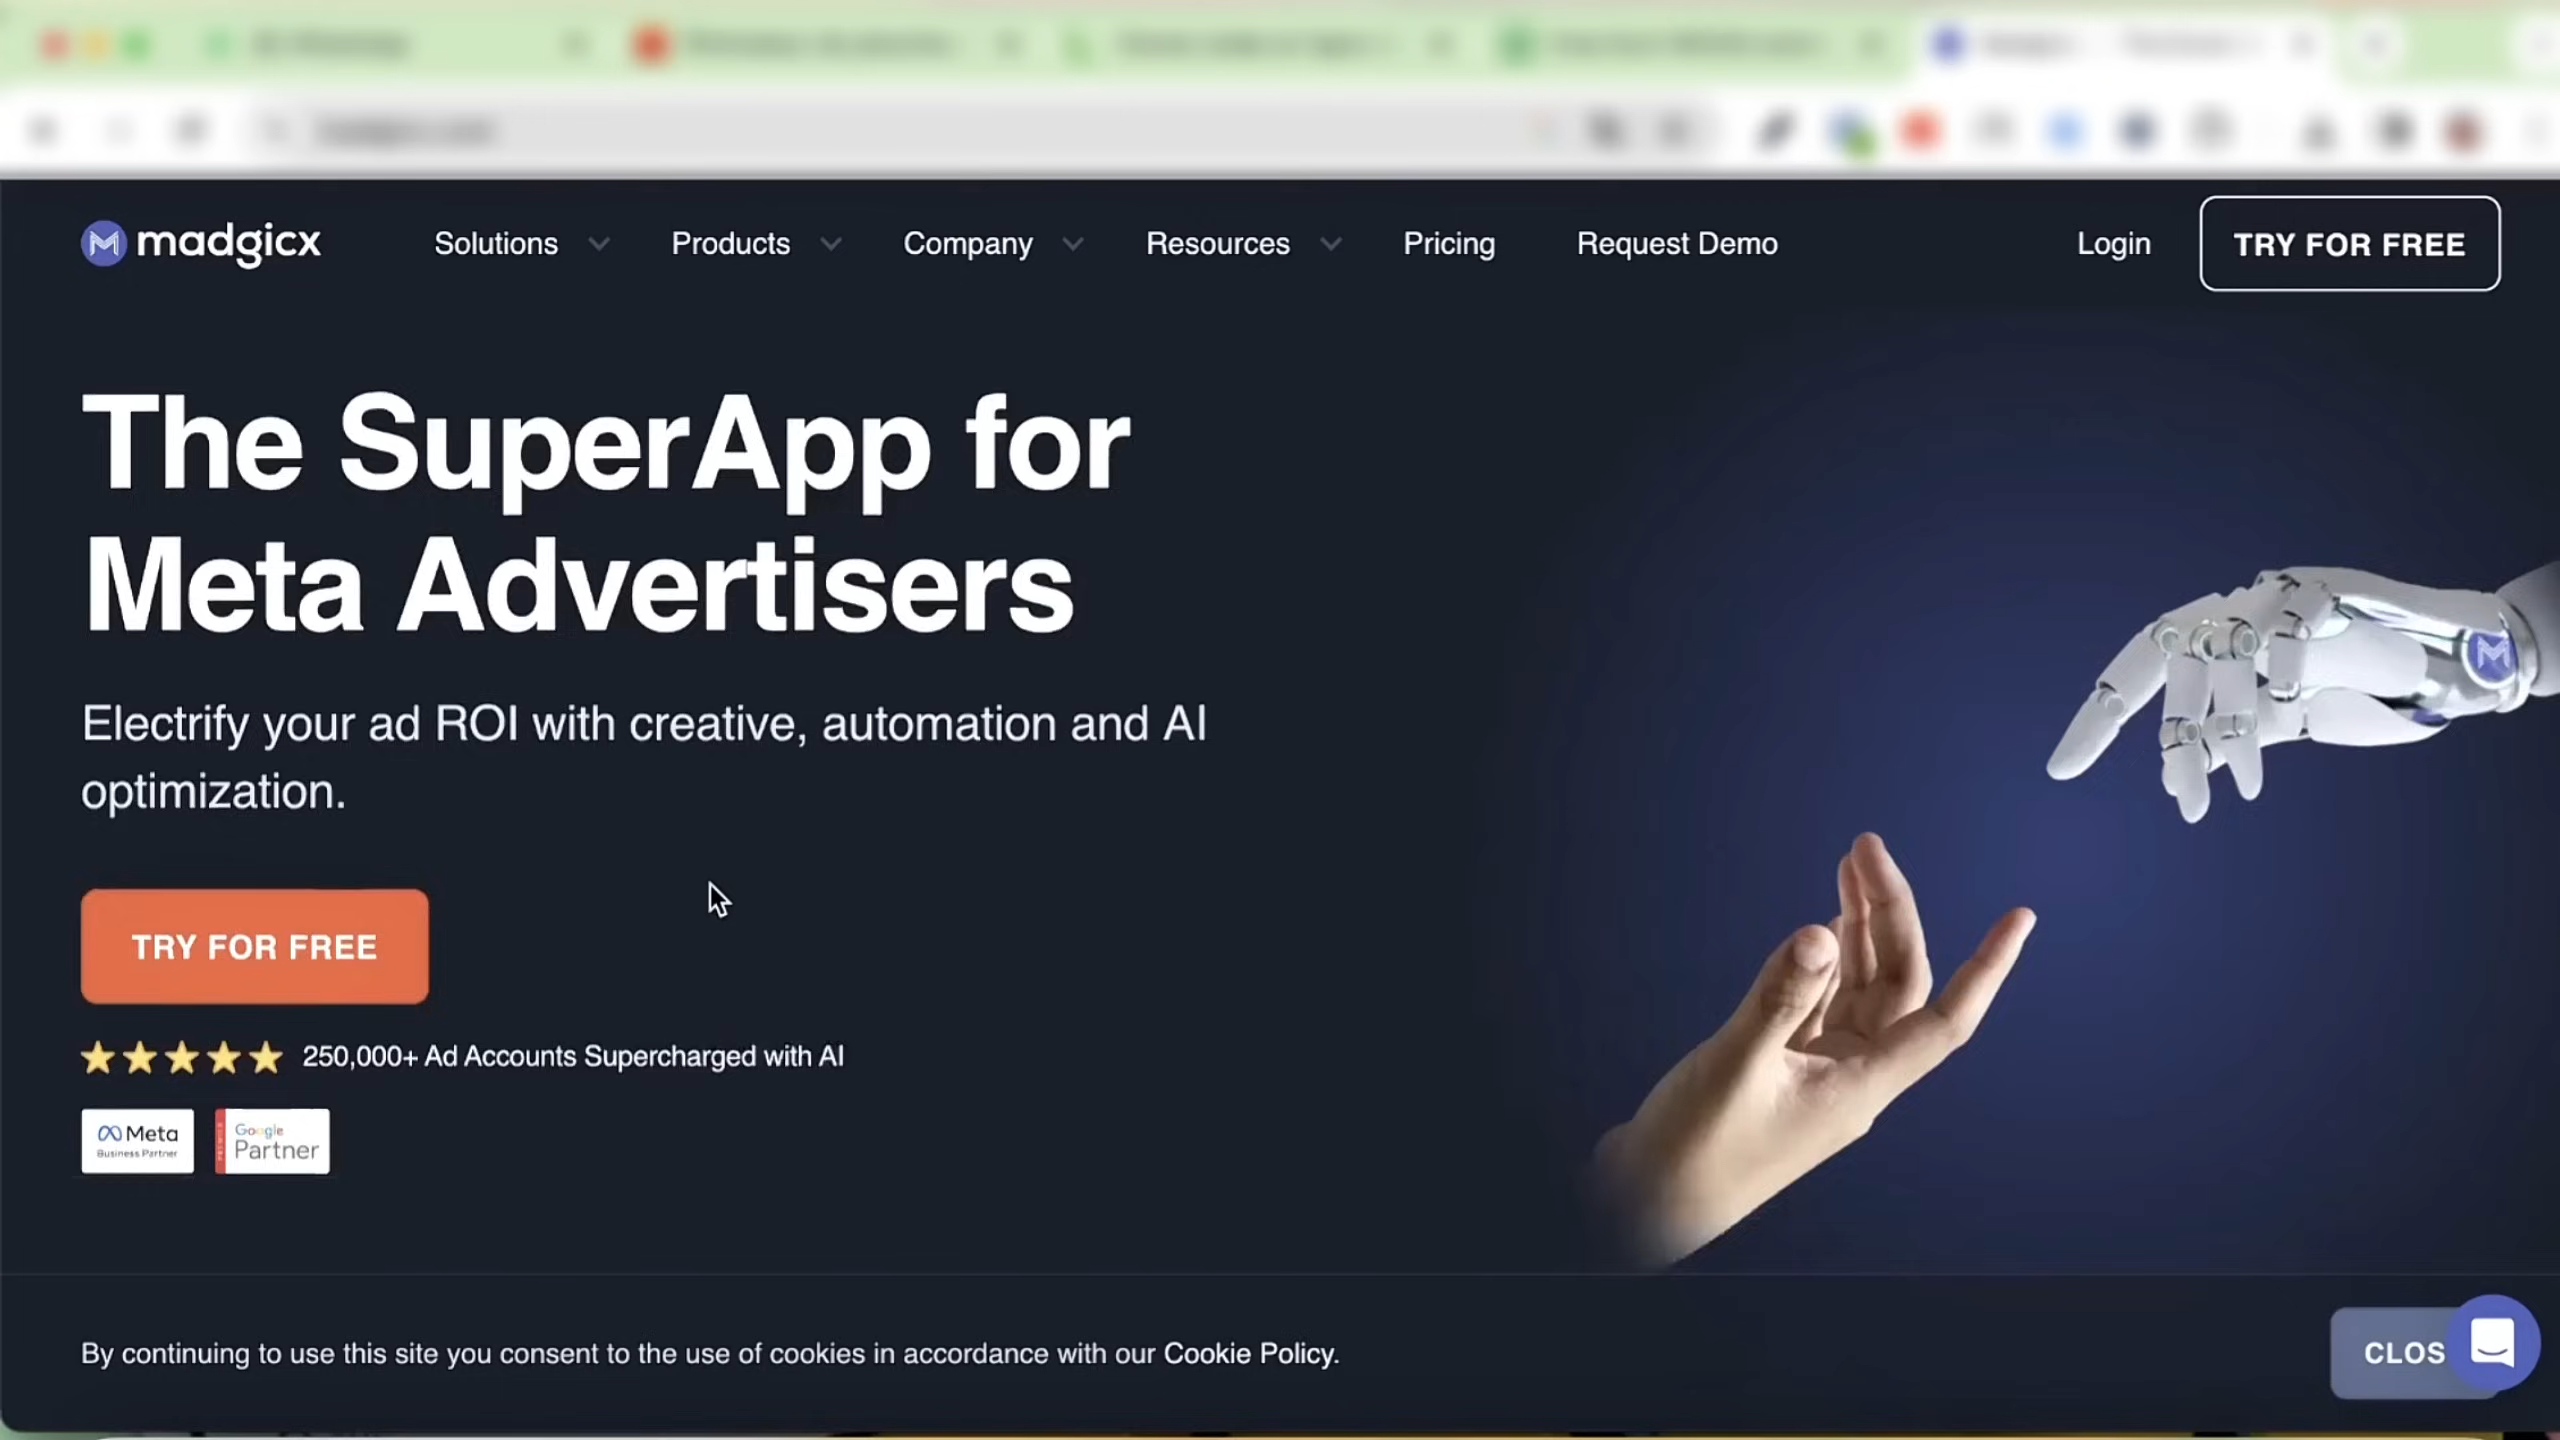 madgicx
Solutions
Products
Company
Resources
Pricing
Request Demo
Login
TRY FOR FREE
The SuperApp for
Meta Advertisers
Electrify your ad ROI with creative, automation and AI
optimization.
TRY FOR FREE
250,000+ Ad Accounts Supercharged with AI
Meta
Business Partner
Google
Partner
By continuing to use this site you consent to the use of cookies in accordance with our Cookie Policy.
CLOS